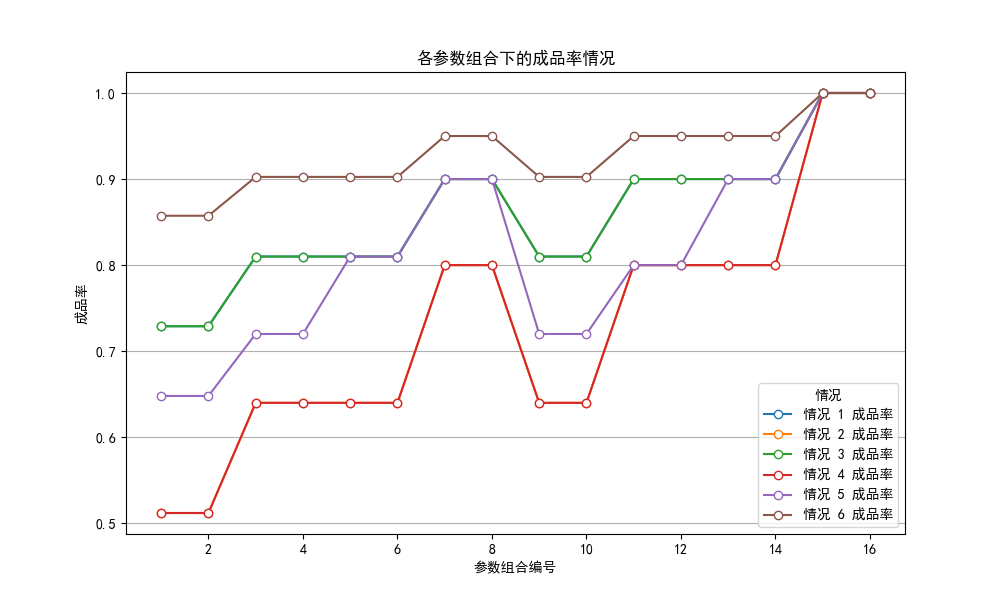 各参数组合下的成品率情况
成品率
1.0
0.9
0.8
0.7
0.6
0.5
2 4 6 8 10 12 14 16
参数组合编号
情况
情况 1 成品率
情况 2 成品率
情况 3 成品率
情况 4 成品率
情况 5 成品率
情况 6 成品率